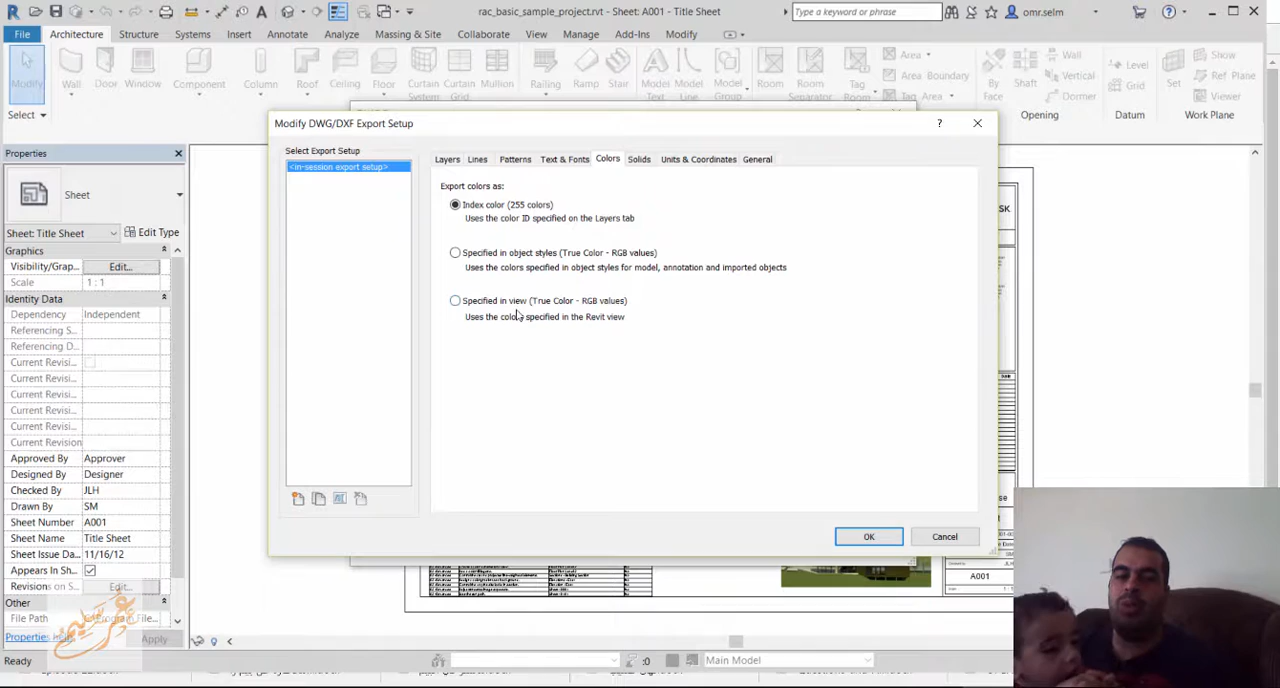 rac_basic_sample_project.rvt - Sheet: A001 - Title Sheet
Type a keyword or phrase
omr.selm
File Architecture Structure Systems Insert Annotate Analyze Massing & Site Collaborate View Manage Add-Ins Modify
Modify Wall Door Window Component Column Roof Ceiling Floor Curtain System Curtain Grid Mullion Railing Ramp Stair Model Text Model Line Model Group Room Room Separator Tag Room
Area
Area Boundary
Tag Area
By Face
Shaft
Wall
Vertical
Dormer
Level
Grid
Set
Show
Ref Plane
Viewer
Select
Opening Datum Work Plane
Modify DWG/DXF Export Setup
Select Export Setup
<in-session export setup>
Layers Lines Patterns Text & Fonts Colors Solids Units & Coordinates General
Export colors as:
Index color (255 colors)
Uses the color ID specified on the Layers tab
Specified in object styles (True Color - RGB values)
Uses the colors specified in object styles for model, annotation and imported objects
Specified in view (True Color - RGB values)
Uses the colors specified in the Revit view
OK
Cancel
Properties
Sheet
Sheet: Title Sheet
Edit Type
Graphics
Visibility/Grap... Edit...
Scale 1 : 1
Identity Data
Dependency Independent
Referencing S...
Referencing D...
Current Revisi...
Current Revisi...
Current Revisi...
Current Revisi...
Current Revisi...
Current Revision
Approved By Approver
Designed By Designer
Checked By JLH
Drawn By SM
Sheet Number A001
Sheet Name Title Sheet
Sheet Issue Da... 11/16/12
Appears In Sh...
Revisions on S... Edit...
Other
File Path
Properties help
Apply
A001
Ready
:0
Main Model